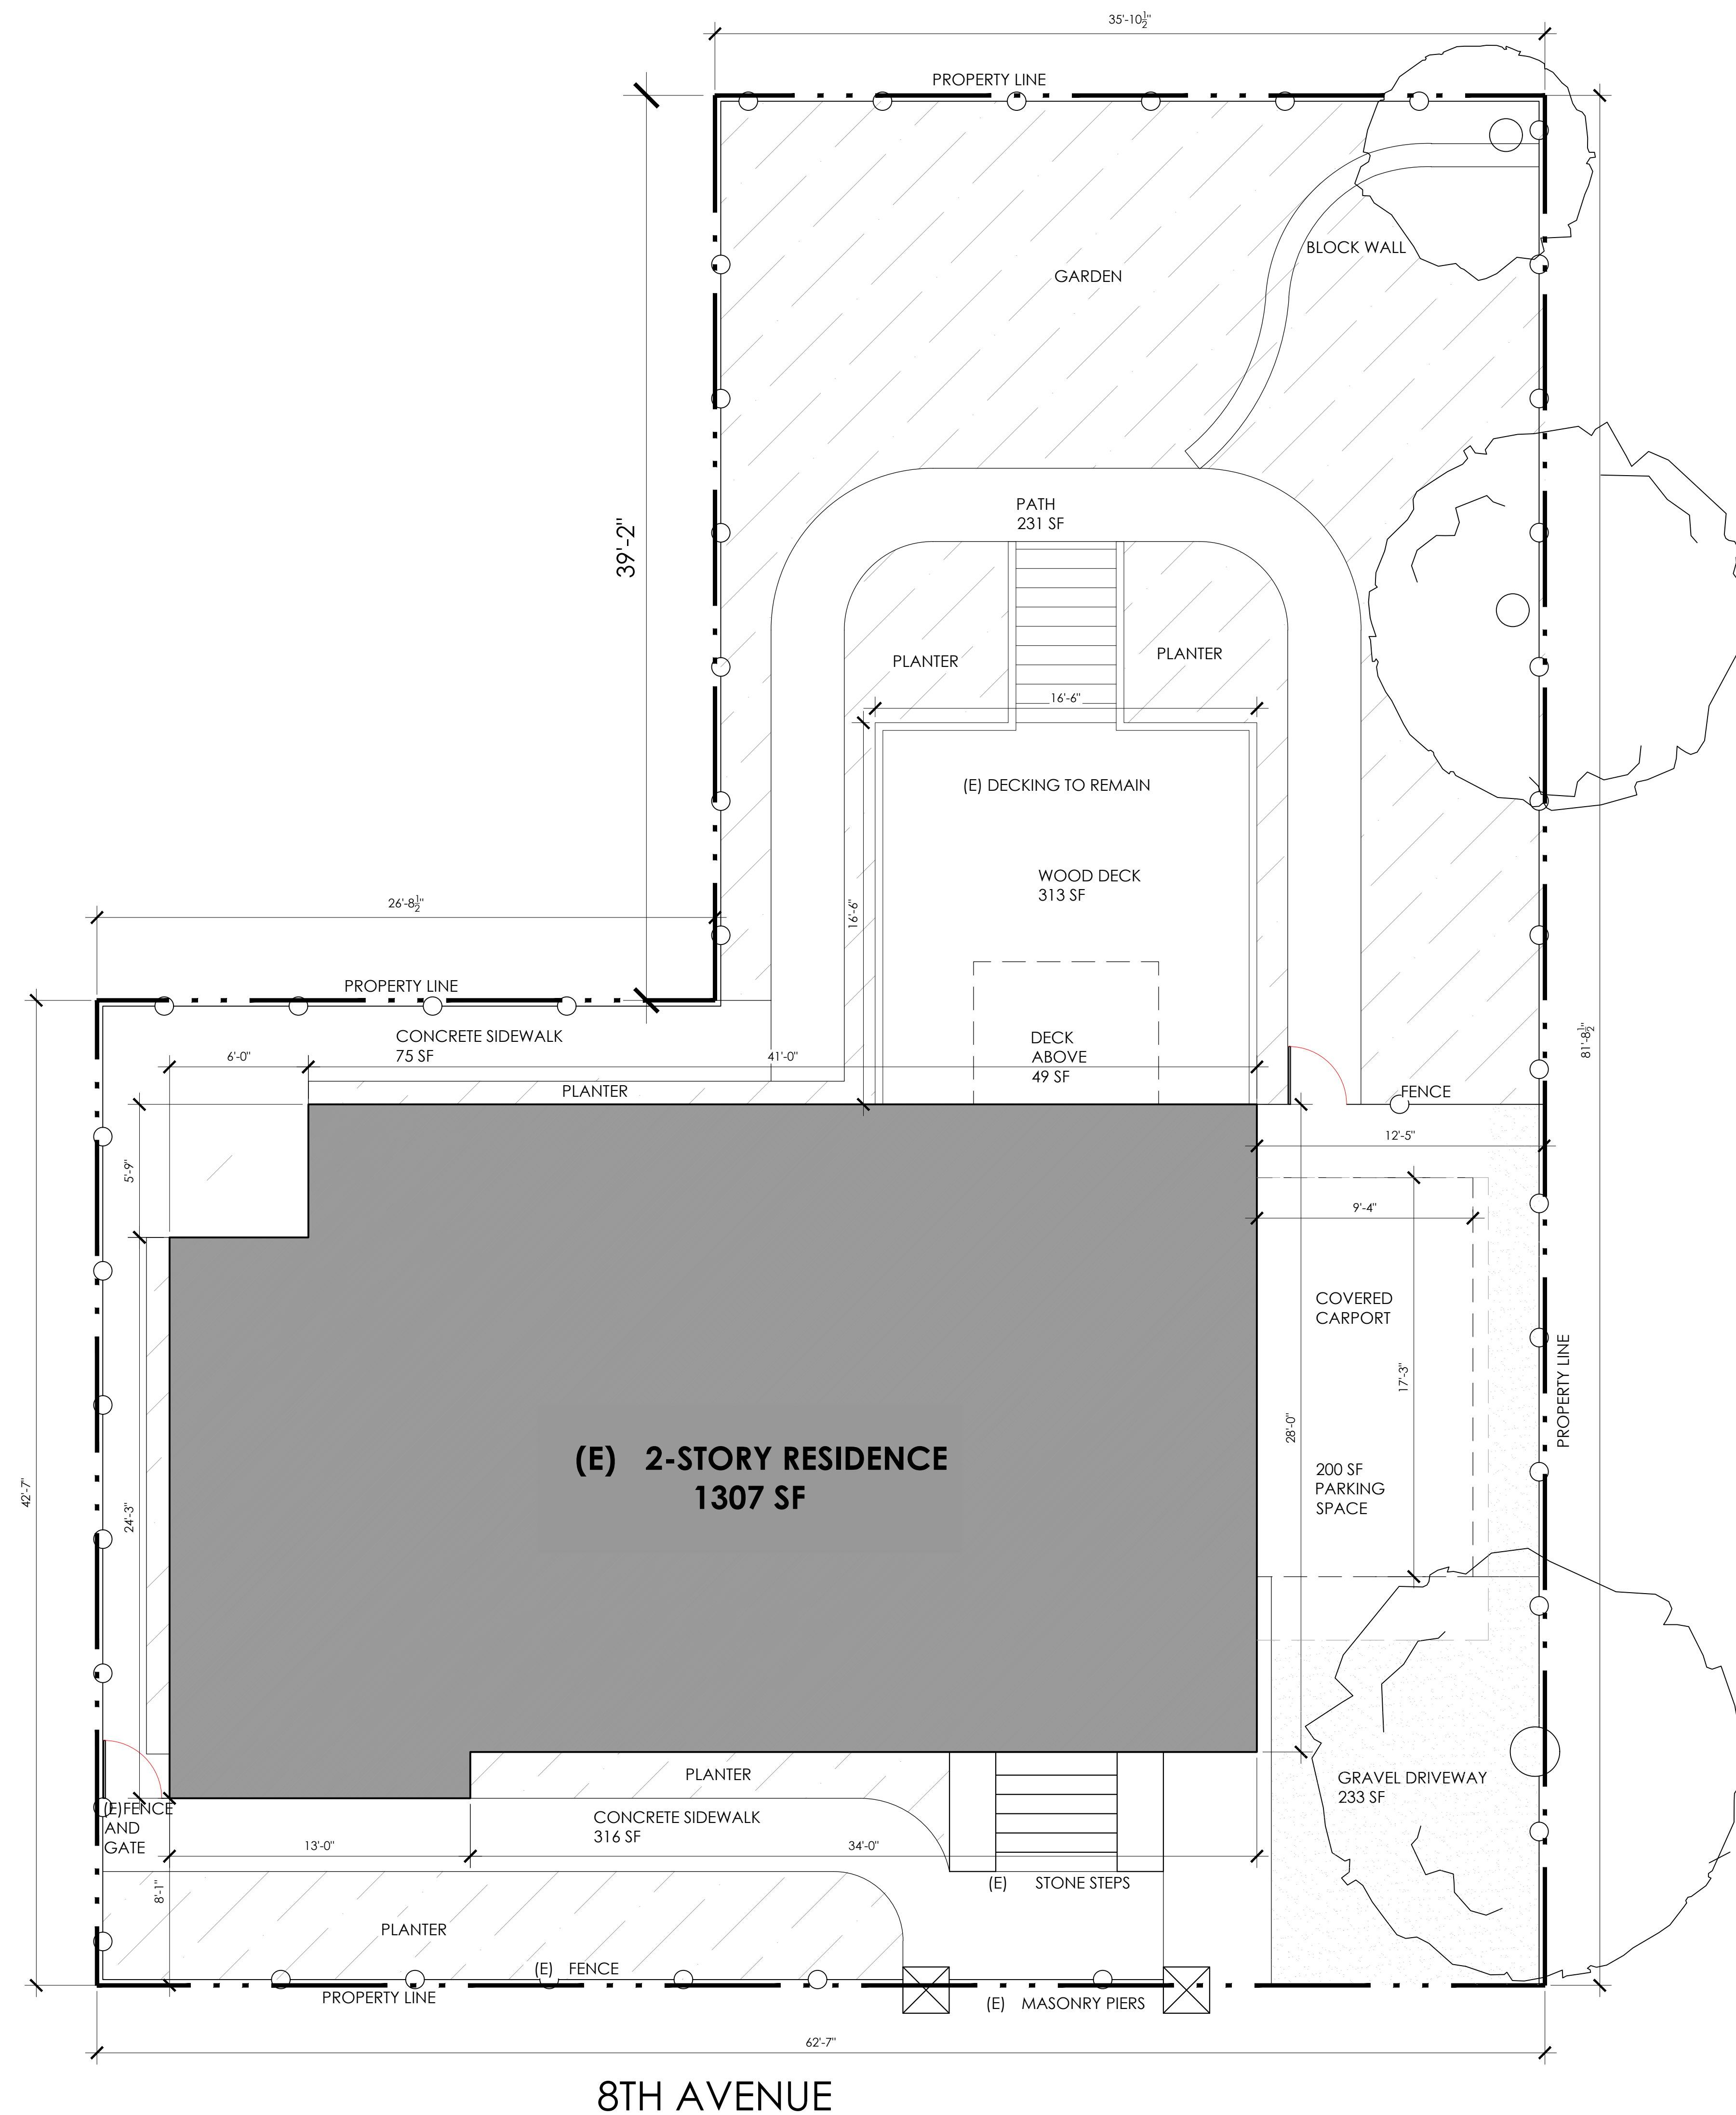 35'-10½"
PROPERTY LINE
BLOCK WALL
GARDEN
PATH
231 SF
39'-2"
PLANTER
PLANTER
16'-6"
(E) DECKING TO REMAIN
WOOD DECK
313 SF
16'-6"
26'-8½"
PROPERTY LINE
CONCRETE SIDEWALK
75 SF
6'-0"
41'-0"
DECK
ABOVE
49 SF
81'-8½"
PLANTER
FENCE
12'-5"
5'-9"
9'-4"
COVERED
CARPORT
17'-3"
PROPERTY LINE
28'-0"
(E) 2-STORY RESIDENCE
1307 SF
200 SF
PARKING
SPACE
42'-7"
24'-3"
PLANTER
GRAVEL DRIVEWAY
233 SF
(E)FENCE
AND
GATE
CONCRETE SIDEWALK
316 SF
13'-0"
34'-0"
8'-1"
(E) STONE STEPS
PLANTER
(E) FENCE
PROPERTY LINE
(E) MASONRY PIERS
62'-7"
8TH AVENUE